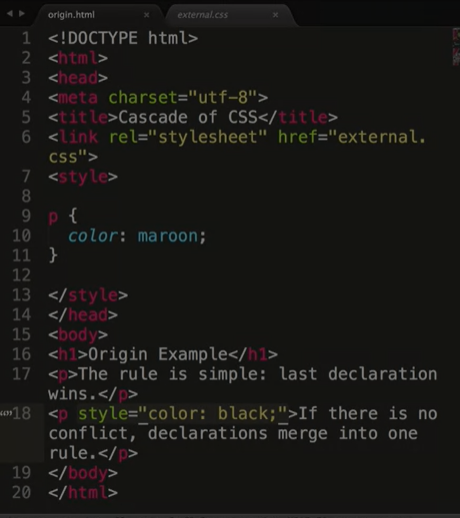 origin.html × external.css ×
1 <!DOCTYPE html>
2 <html>
3 <head>
4 <meta charset="utf-8">
5 <title>Cascade of CSS</title>
6 <link rel="stylesheet" href="external.
css">
7 <style>
8
9 p {
10 color: maroon;
11 }
12
13 </style>
14 </head>
15 <body>
16 <h1>Origin Example</h1>
17 <p>The rule is simple: last declaration
wins.</p>
18 <p style="color: black;">If there is no
conflict, declarations merge into one
rule.</p>
19 </body>
20 </html>